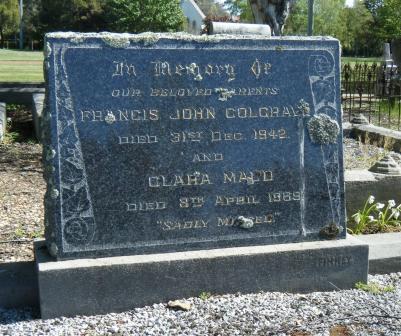 In Memory Of
OUR BELOVED PARENTS
FRANCIS JOHN COLGRAVE
DIED 31ST DEC. 1942.
AND
CLARA MAUD
DIED 8TH APRIL 1969
"SADLY MISSED"